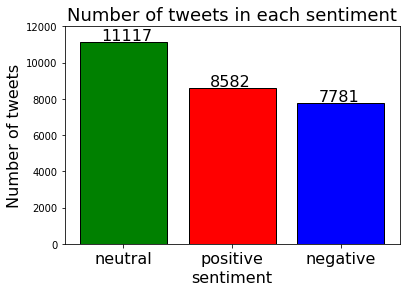 Number of tweets in each sentiment
Number of tweets
12000
10000
8000
6000
4000
2000
0
11117
8582
7781
neutral positive negative
sentiment